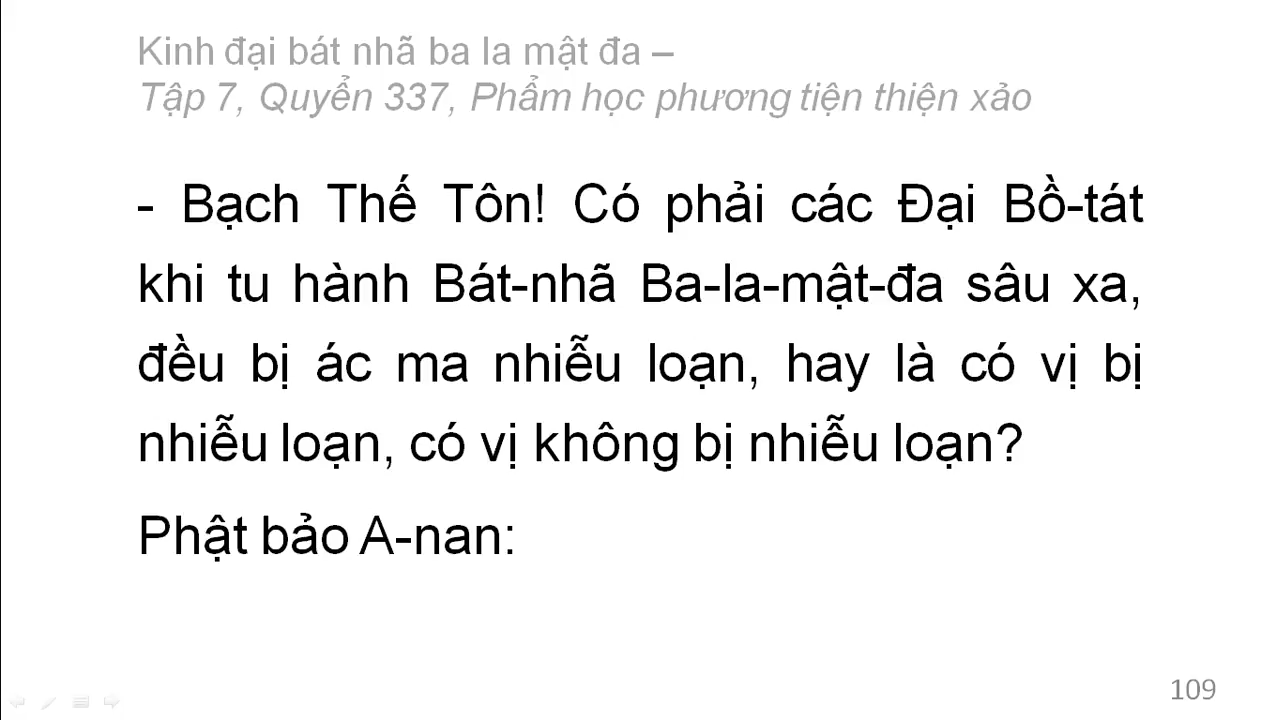 Kinh đại bát nhã ba la mật đa –
Tập 7, Quyển 337, Phẩm học phương tiện thiện xảo
- Bạch Thế Tôn! Có phải các Đại Bồ-tát
khi tu hành Bát-nhã Ba-la-mật-đa sâu xa,
đều bị ác ma nhiễu loạn, hay là có vị bị
nhiễu loạn, có vị không bị nhiễu loạn?
Phật bảo A-nan:
109